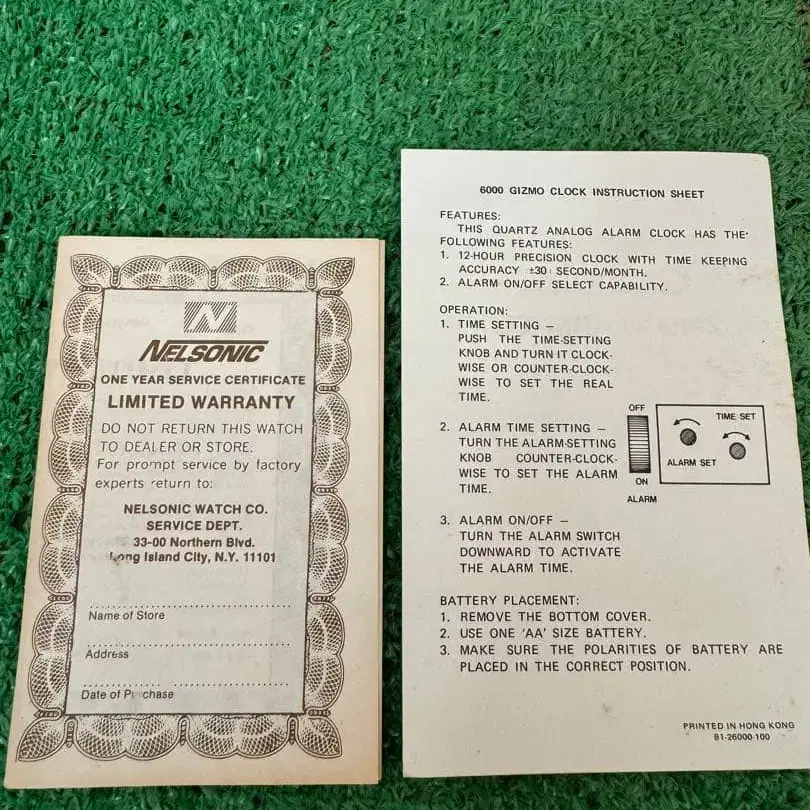 N
NELSONIC
ONE YEAR SERVICE CERTIFICATE
LIMITED WARRANTY
DO NOT RETURN THIS WATCH
TO DEALER OR STORE.
For prompt service by factory
experts return to:
NELSONIC WATCH CO.
SERVICE DEPT.
33-00 Northern Blvd.
Long Island City, N.Y. 11101
Name of Store
Address
Date of Purchase
6000 GIZMO CLOCK INSTRUCTION SHEET
FEATURES:
THIS QUARTZ ANALOG ALARM CLOCK HAS THE
FOLLOWING FEATURES:
1. 12-HOUR PRECISION CLOCK WITH TIME KEEPING
ACCURACY ±30 SECOND/MONTH.
2. ALARM ON/OFF SELECT CAPABILITY.
OPERATION:
1. TIME SETTING –
PUSH THE TIME-SETTING
KNOB AND TURN IT CLOCK-
WISE OR COUNTER-CLOCK-
WISE TO SET THE REAL
TIME.
2. ALARM TIME SETTING –
TURN THE ALARM-SETTING
KNOB COUNTER-CLOCK-
WISE TO SET THE ALARM
TIME.
OFF
TIME SET
ALARM SET
ON
ALARM
3. ALARM ON/OFF –
TURN THE ALARM SWITCH
DOWNWARD TO ACTIVATE
THE ALARM TIME.
BATTERY PLACEMENT:
1. REMOVE THE BOTTOM COVER.
2. USE ONE 'AA' SIZE BATTERY.
3. MAKE SURE THE POLARITIES OF BATTERY ARE
PLACED IN THE CORRECT POSITION.
PRINTED IN HONG KONG
81-26000-100